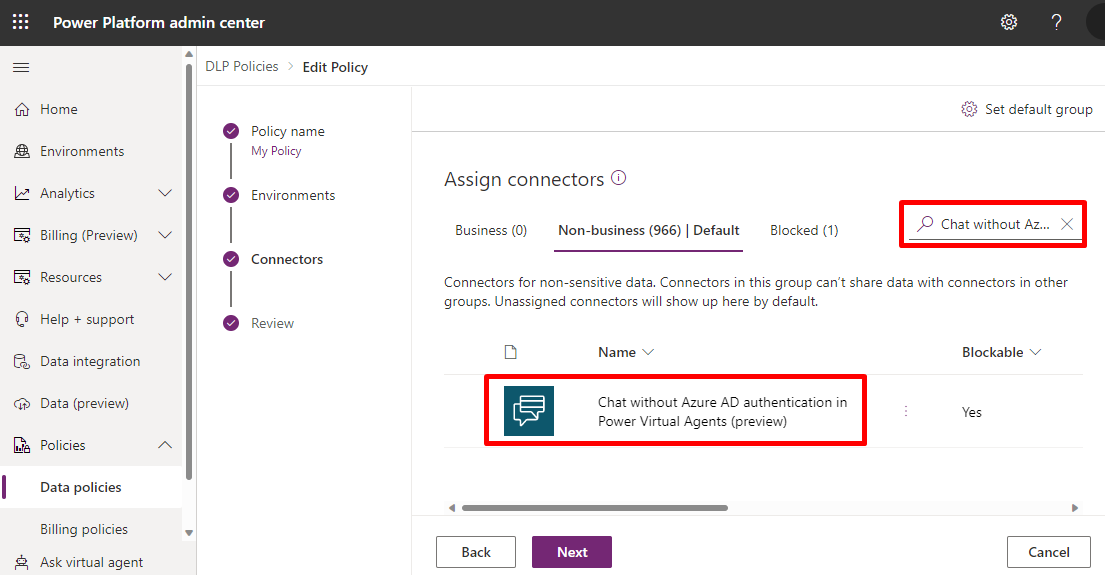 Power Platform admin center
?
DLP Policies > Edit Policy
Home
Environments
Analytics
Billing (Preview)
Resources
Help + support
Data integration
Data (preview)
Policies
Data policies
Billing policies
Ask virtual agent
Policy name
My Policy
Environments
Connectors
Review
Set default group
Assign connectors
Business (0)
Non-business (966) | Default
Blocked (1)
Chat without Az...
Connectors for non-sensitive data. Connectors in this group can't share data with connectors in other
groups. Unassigned connectors will show up here by default.
Name
Blockable
Chat without Azure AD authentication in
Power Virtual Agents (preview)
Yes
Back
Next
Cancel